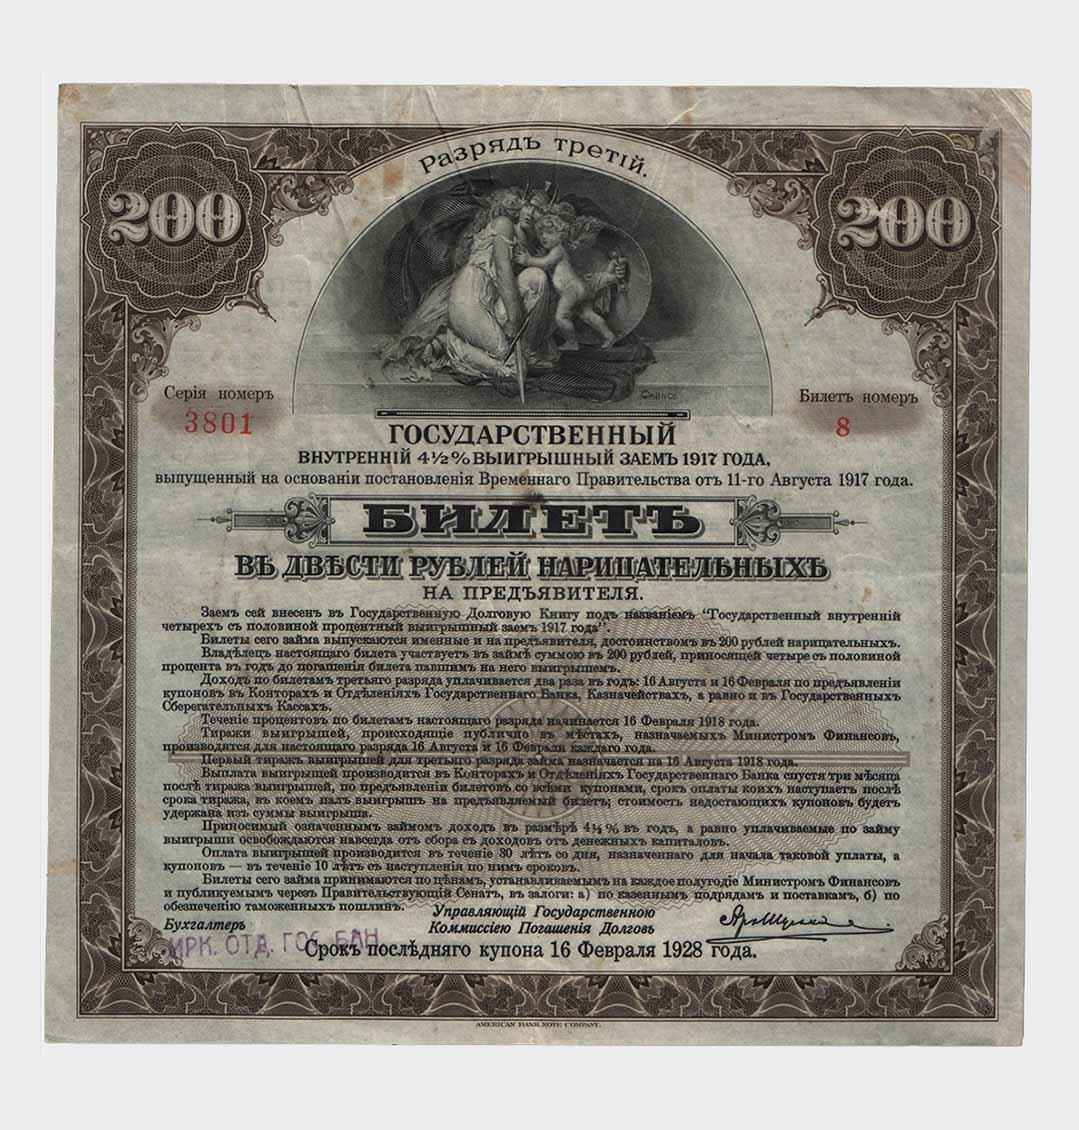 Разрядъ третій.
200
200
Серія номеръ
3801
Билетъ номеръ
8
ГОСУДАРСТВЕННЫЙ
ВНУТРЕННІЙ 4½% ВЫИГРЫШНЫЙ ЗАЕМЪ 1917 ГОДА,
выпущенный на основаніи постановленія Временнаго Правительства отъ 11-го Августа 1917 года.
БИЛЕТЪ
ВЪ ДВѢСТИ РУБЛЕЙ НАРИЦАТЕЛЬНЫХЪ
НА ПРЕДЪЯВИТЕЛЯ.
Заемъ сей внесенъ въ Государственную Долговую Книгу подъ названіемъ “Государственный внутренній
четырехъ съ половиной процентный выигрышный заемъ 1917 года”.
Билеты сего займа выпускаются именные и на предъявителя, достоинствомъ въ 200 рублей нарицательныхъ.
Владѣлецъ настоящаго билета участвуетъ въ займѣ суммою въ 200 рублей, приносящей четыре съ половиной
процента въ годъ до погашенія билета павшимъ на него выигрышемъ.
Доходъ по билетамъ третьяго разряда уплачивается два раза въ годъ: 16 Августа и 16 Февраля по предъявленіи
купоновъ въ Конторахъ и Отдѣленіяхъ Государственнаго Банка, Казначействахъ, а равно и въ Государственныхъ
Сберегательныхъ Кассахъ.
Теченіе процентовъ по билетамъ настоящаго разряда начинается 16 Февраля 1918 года.
Тиражи выигрышей, происходящіе публично въ мѣстахъ, назначаемыхъ Министромъ Финансовъ,
производятся для настоящаго разряда 16 Августа и 16 Февраля каждаго года.
Первый тиражъ выигрышей для третьяго разряда займа назначается на 16 Августа 1918 года.
Выплата выигрышей производится въ Конторахъ и Отдѣленіяхъ Государственнаго Банка спустя три мѣсяца
послѣ тиража выигрышей, по предъявленіи билетовъ со всѣми купонами, срокъ оплаты коихъ наступаетъ послѣ
срока тиража, въ коемъ палъ выигрышъ на предъявляемый билетъ; стоимость недостающихъ купоновъ будетъ
удержана изъ суммы выигрыша.
Приносимый означеннымъ займомъ доходъ въ размѣрѣ 4½% въ годъ, а равно уплачиваемые по займу
выигрыши освобождаются навсегда отъ сбора съ доходовъ отъ денежныхъ капиталовъ.
Оплата выигрышей производится въ теченіе 30 лѣтъ со дня, назначеннаго для начала таковой уплаты, а
купоновъ — въ теченіе 10 лѣтъ съ наступленія по нимъ сроковъ.
Билеты сего займа принимаются по цѣнамъ, устанавливаемымъ на каждое полугодіе Министромъ Финансовъ
и публикуемымъ черезъ Правительствующій Сенатъ, въ залоги: а) по казеннымъ подрядамъ и поставкамъ, б) по
обезпеченію таможенныхъ пошлинъ.
Бухгалтеръ
Управляющій Государственною
Коммиссіею Погашенія Долговъ
ИРК. ОТД. ГОС. БАН
Срокъ послѣдняго купона 16 Февраля 1928 года.
AMERICAN BANK NOTE COMPANY.